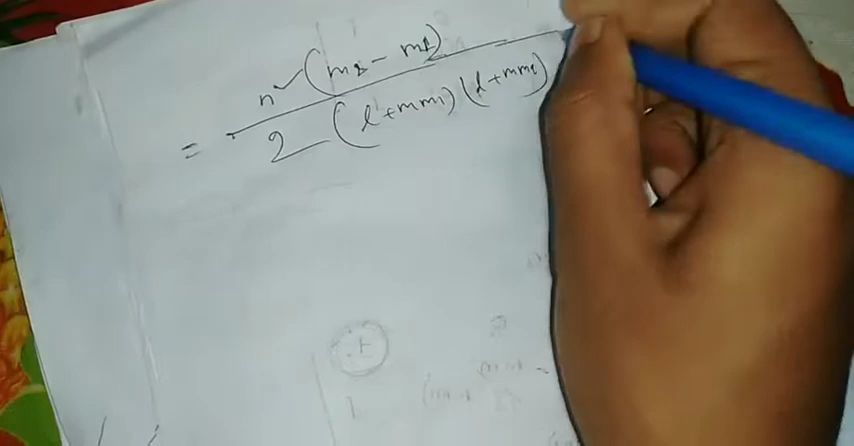 n² (m₂ - m₁)
= 2 (l + mm₁) (l + mm₂)